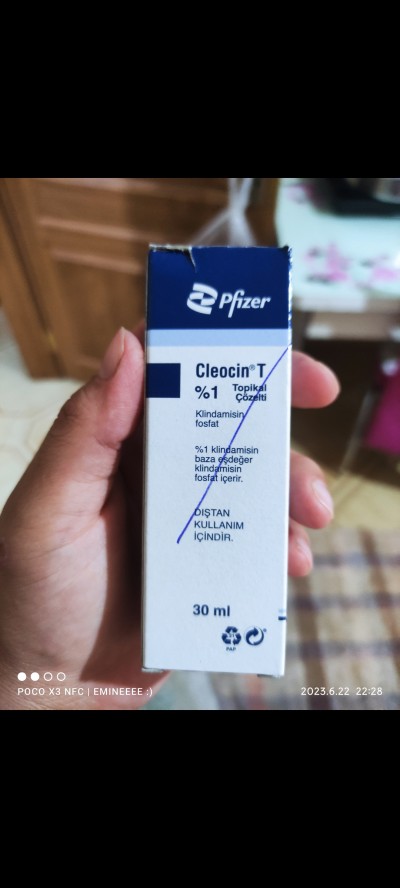 Pfizer
Cleocin® T
%1 Topikal
Çözelti
Klindamisin
fosfat
%1 klindamisin
baza eşdeğer
klindamisin
fosfat içerir.
DIŞTAN
KULLANIM
İÇİNDİR.
30 ml
PAP
POCO X3 NFC | EMINEEEE :)
2023.6.22 22:28